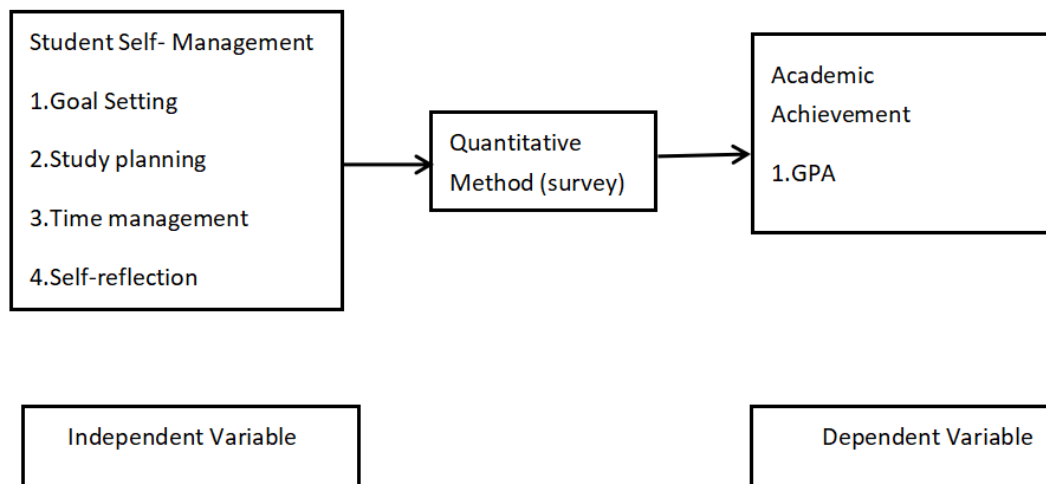 Student Self- Management
1.Goal Setting
2.Study planning
3.Time management
4.Self-reflection
Quantitative
Method (survey)
Academic
Achievement
1.GPA
Independent Variable
Dependent Variable